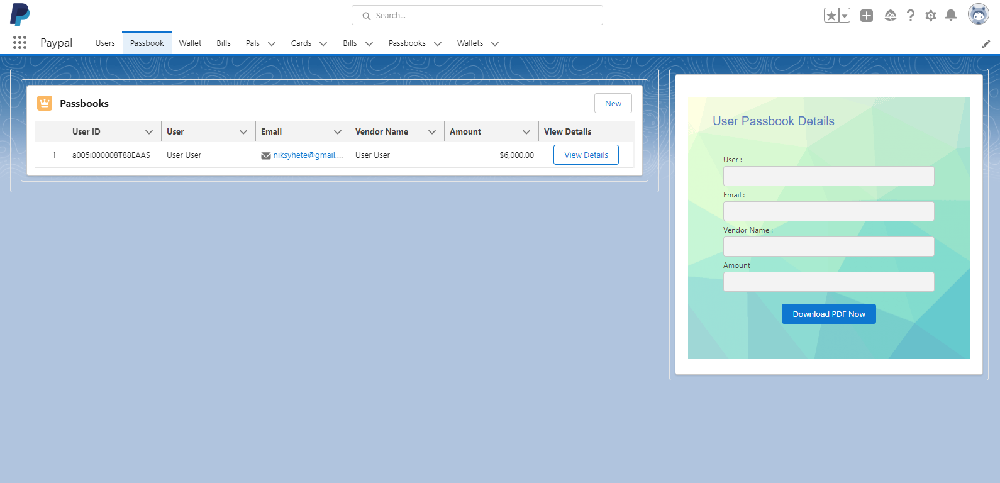 Search...
Paypal Users Passbook Wallet Bills Pals Cards Bills Passbooks Wallets
Passbooks New
User ID User Email Vendor Name Amount View Details
1 a005i000008T88EAAS User User niksyhete@gmail.... User User $6,000.00 View Details
User Passbook Details
User :
Email :
Vendor Name :
Amount
Download PDF Now